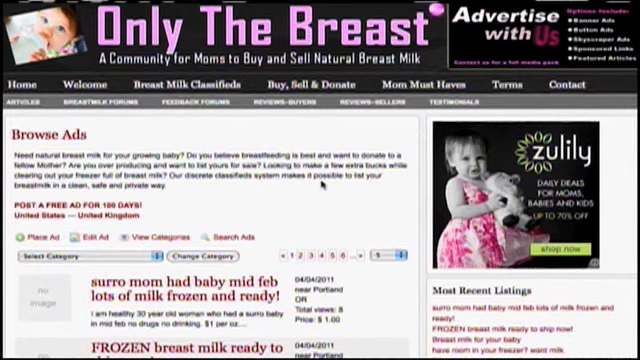 Only The Breast
A Community for Moms to Buy and Sell Natural Breast Milk
Advertise
with Us
Options Include:
Banner Ads
Button Ads
Skyscraper Ads
Sponsored Links
Featured Articles
Contact us for a full media pack
Home Welcome Breast Milk Classifieds Buy, Sell & Donate Mom Must Haves Terms Contact
ARTICLES BREASTMILK FORUMS FEEDBACK FORUMS REVIEWS-BUYERS REVIEWS-SELLERS TESTIMONIALS
Browse Ads
Need natural breast milk for your growing baby? Do you believe breastfeeding is best and want to donate to a
fellow Mother? Are you over producing and want to list yours for sale? Looking to make a few extra bucks while
clearing out your freezer full of breast milk? Our discrete classifieds system makes it possible to list your
breastmilk in a clean, safe and private way.
POST A FREE AD FOR 180 DAYS!
United States — United Kingdom
Place Ad Edit Ad View Categories Search Ads
Select Category Change Category « 1 2 3 4 5 6 ... » 5
no
image
surro mom had baby mid feb
lots of milk frozen and ready!
i am healthy 30 year old women who had a surro baby
in mid feb no drugs no drinking. $1 per oz....
04/04/2011
near Portland
OR
Total views: 8
Price: $ 1.00
FROZEN breast milk ready to
04/04/2011
near
zulily
DAILY DEALS
FOR MOMS,
BABIES AND KIDS
UP TO 70% OFF
shop now
Most Recent Listings
surro mom had baby mid feb lots of milk frozen and
ready!
FROZEN breast milk ready to ship now!
Breast milk for your baby
have room in your freezer? want milk